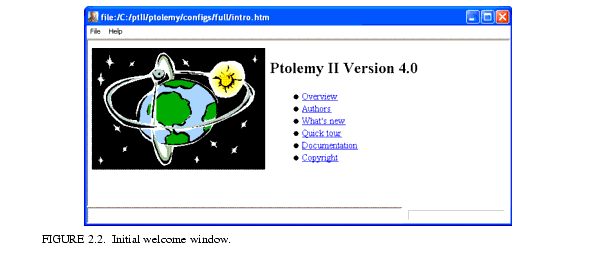 file:/C:/ptII/ptolemy/configs/full/intro.htm
File Help
Ptolemy II Version 4.0
Overview
Authors
What's new
Quick tour
Documentation
Copyright
FIGURE 2.2. Initial welcome window.